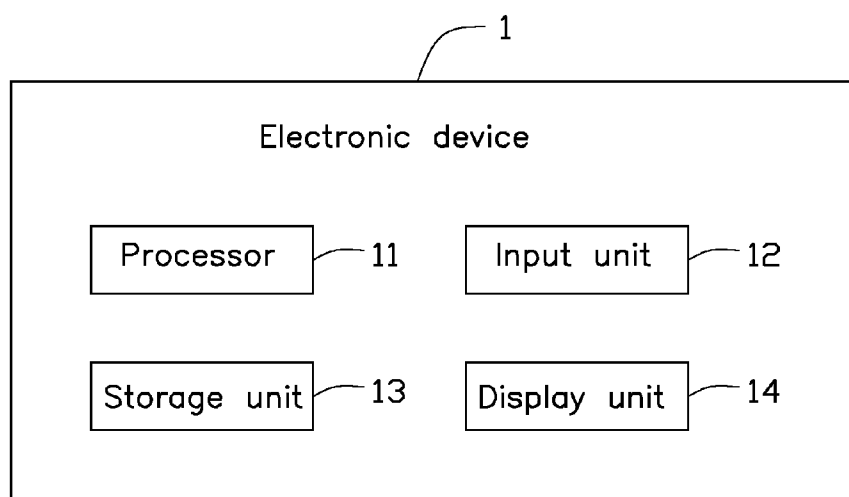 1
Electronic device
Processor 11
Input unit 12
Storage unit 13
Display unit 14